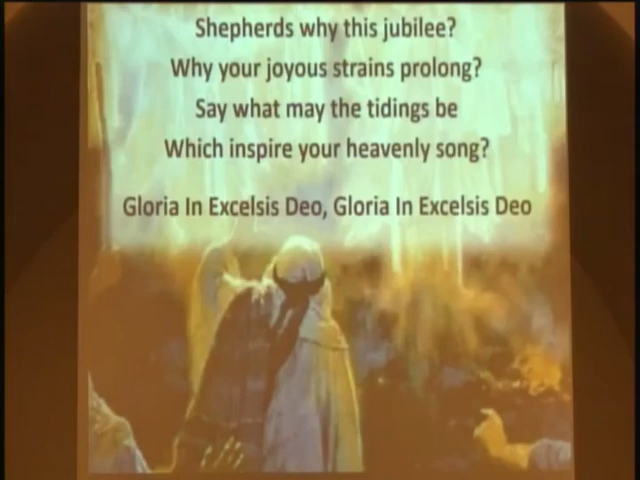 Shepherds why this jubilee?
Why your joyous strains prolong?
Say what may the tidings be
Which inspire your heavenly song?
Gloria In Excelsis Deo, Gloria In Excelsis Deo